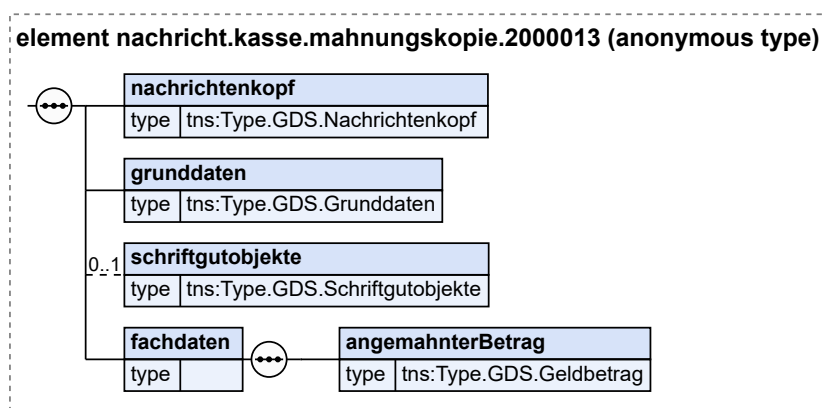 element nachricht.kasse.mahnungskopie.2000013 (anonymous type)
nachrichtenkopf
type tns:Type.GDS.Nachrichtenkopf
grunddaten
type tns:Type.GDS.Grunddaten
0..1
schriftgutobjekte
type tns:Type.GDS.Schriftgutobjekte
fachdaten
type
angemahnterBetrag
type tns:Type.GDS.Geldbetrag